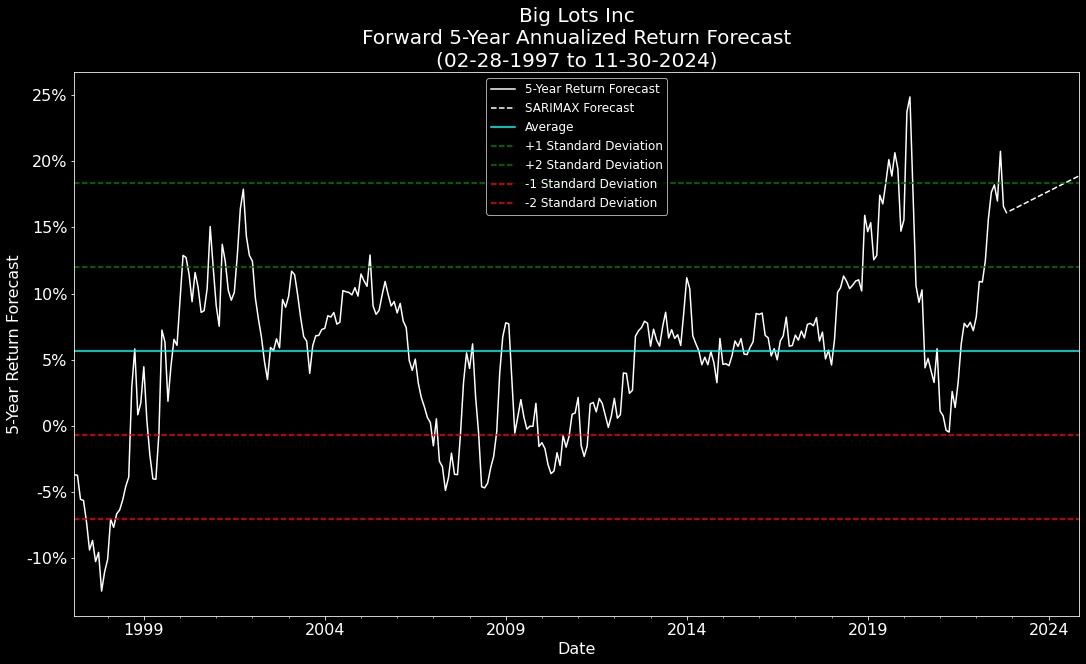 Big Lots Inc
Forward 5-Year Annualized Return Forecast
(02-28-1997 to 11-30-2024)
5-Year Return Forecast
SARIMAX Forecast
Average
+1 Standard Deviation
+2 Standard Deviation
-1 Standard Deviation
-2 Standard Deviation
5-Year Return Forecast
25%
20%
15%
10%
5%
0%
-5%
-10%
1999 2004 2009 2014 2019 2024
Date